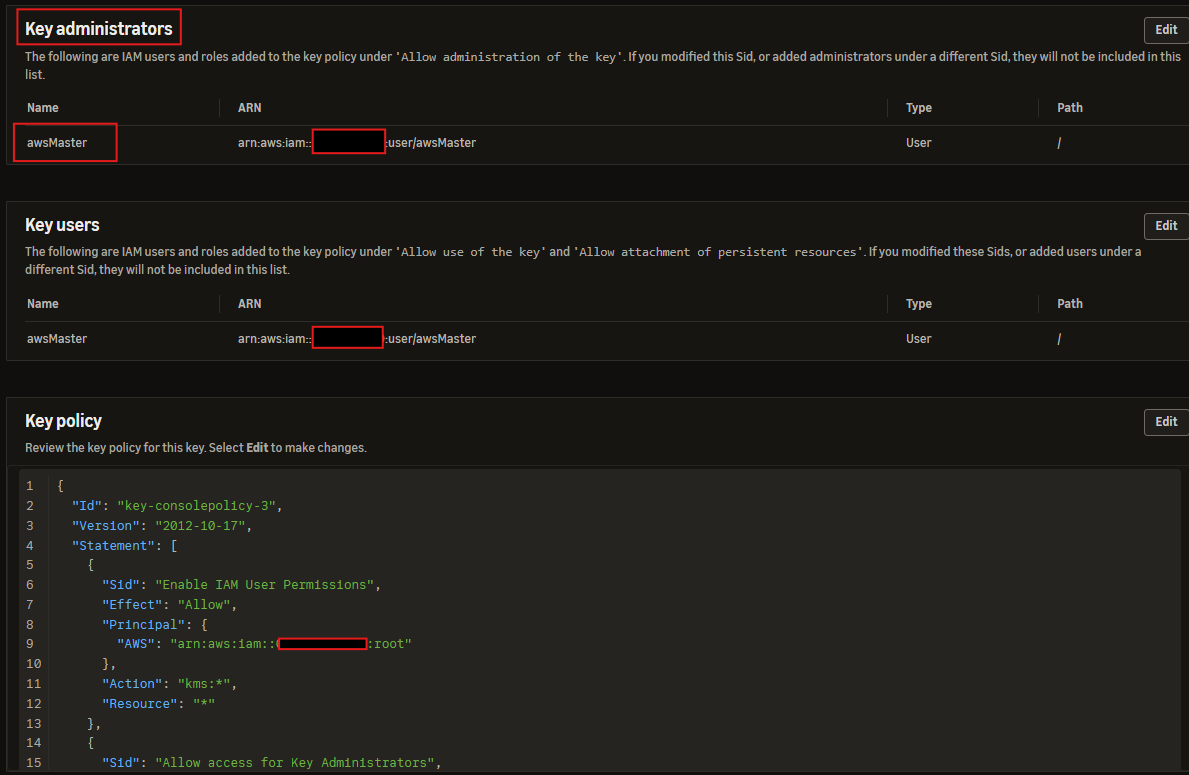 Key administrators
Edit
The following are IAM users and roles added to the key policy under 'Allow administration of the key'. If you modified this Sid, or added administrators under a different Sid, they will not be included in this
list.
Name ARN Type Path
awsMaster arn:aws:iam:: :user/awsMaster User /
Key users
Edit
The following are IAM users and roles added to the key policy under 'Allow use of the key' and 'Allow attachment of persistent resources'. If you modified these Sids, or added users under a
different Sid, they will not be included in this list.
Name ARN Type Path
awsMaster arn:aws:iam:: :user/awsMaster User /
Key policy
Edit
Review the key policy for this key. Select Edit to make changes.
1 {
2 "Id": "key-consolepolicy-3",
3 "Version": "2012-10-17",
4 "Statement": [
5 {
6 "Sid": "Enable IAM User Permissions",
7 "Effect": "Allow",
8 "Principal": {
9 "AWS": "arn:aws:iam:: :root"
10 },
11 "Action": "kms:*",
12 "Resource": "*"
13 },
14 {
15 "Sid": "Allow access for Key Administrators",